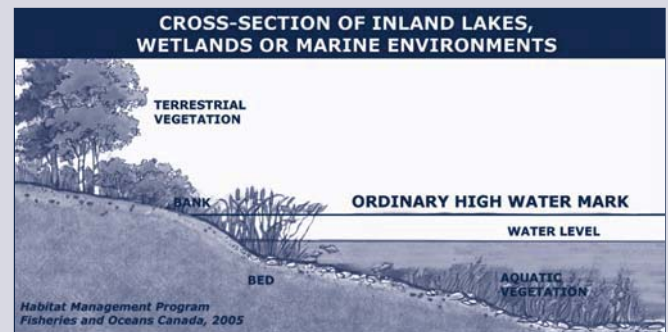 CROSS-SECTION OF INLAND LAKES,
WETLANDS OR MARINE ENVIRONMENTS
TERRESTRIAL
VEGETATION
BANK
ORDINARY HIGH WATER MARK
WATER LEVEL
BED
AQUATIC
VEGETATION
Habitat Management Program
Fisheries and Oceans Canada, 2005